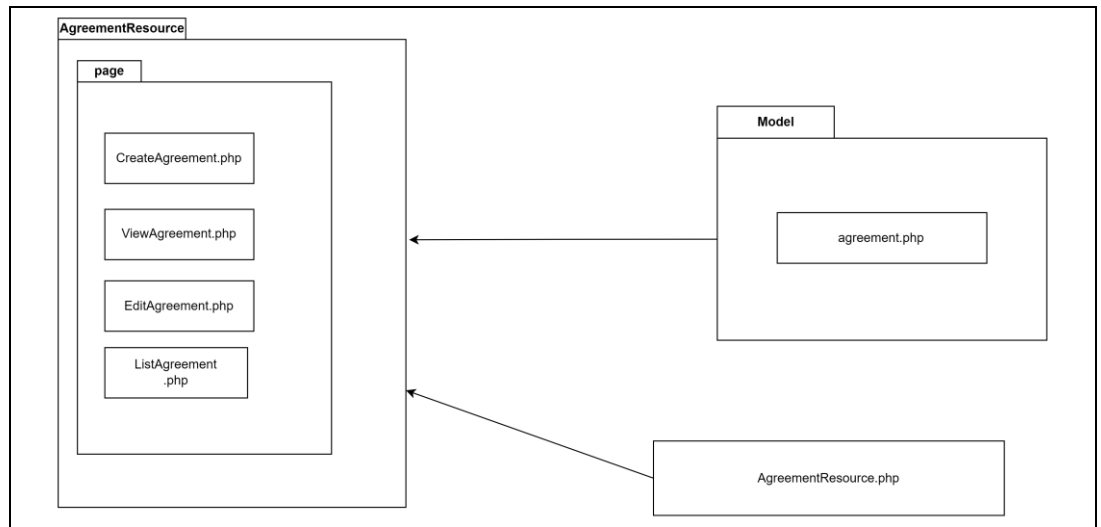 AgreementResource
page
CreateAgreement.php
ViewAgreement.php
EditAgreement.php
ListAgreement
.php
Model
agreement.php
AgreementResource.php